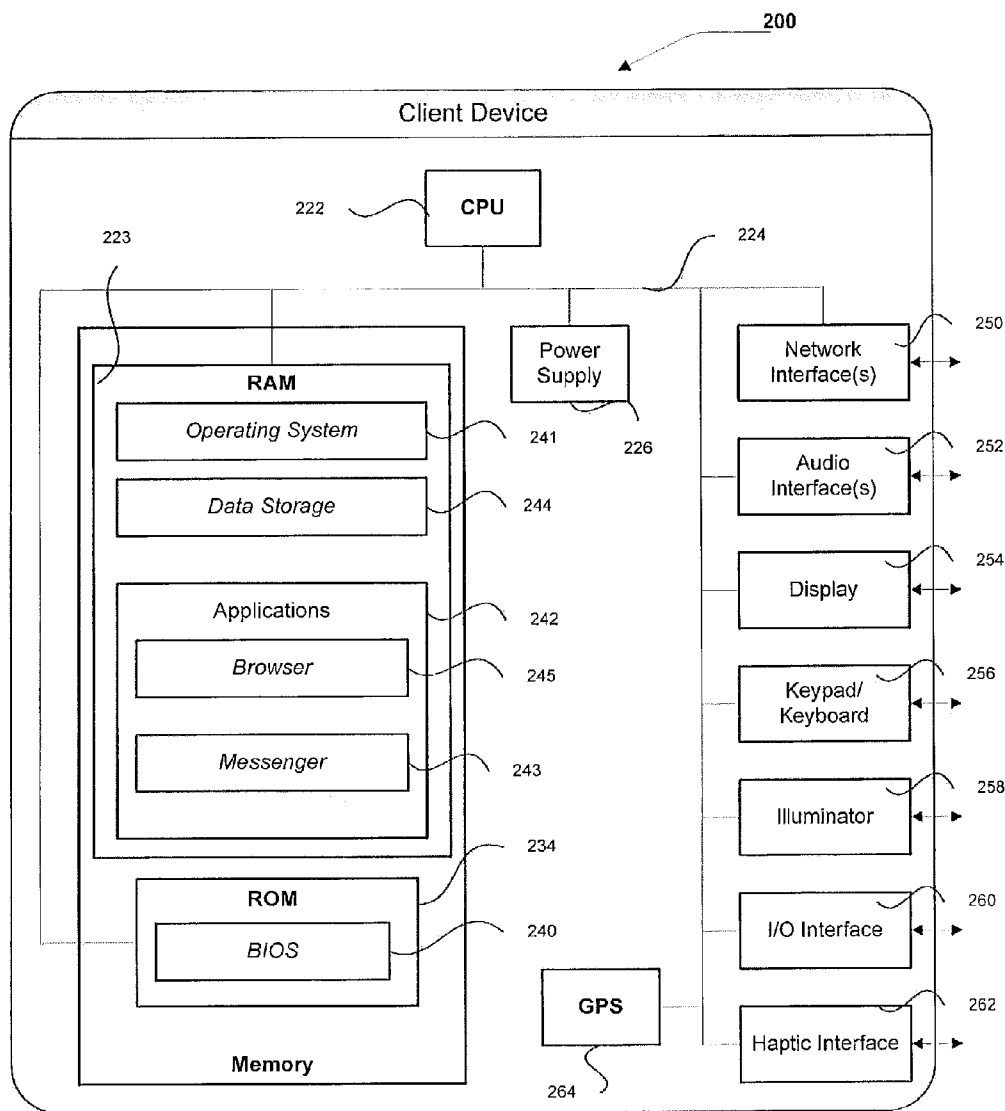 200
Client Device
222
CPU
223
224
RAM
Operating System
241
Data Storage
244
Applications
242
Browser
245
Messenger
243
234
ROM
BIOS
240
Memory
Power
Supply
226
GPS
264
Network
Interface(s)
250
Audio
Interface(s)
252
Display
254
Keypad/
Keyboard
256
Illuminator
258
I/O Interface
260
Haptic Interface
262